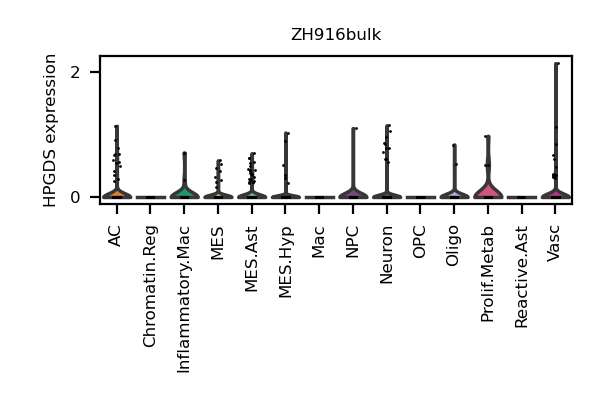 ZH916bulk
HPGDS expression
2
0
AC
Chromatin.Reg
Inflammatory.Mac
MES
MES.Ast
MES.Hyp
Mac
NPC
Neuron
OPC
Oligo
Prolif.Metab
Reactive.Ast
Vasc